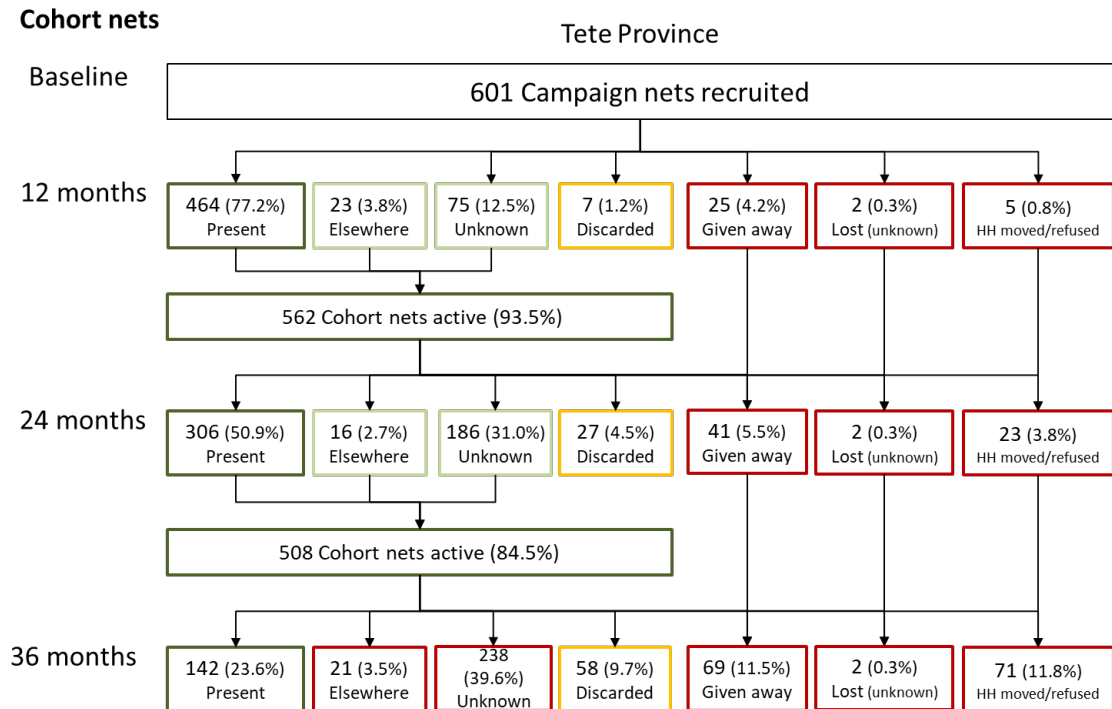 Cohort nets
Tete Province
Baseline
601 Campaign nets recruited
12 months
464 (77.2%)
Present
23 (3.8%)
Elsewhere
75 (12.5%)
Unknown
7 (1.2%)
Discarded
25 (4.2%)
Given away
2 (0.3%)
Lost (unknown)
5 (0.8%)
HH moved/refused
562 Cohort nets active (93.5%)
24 months
306 (50.9%)
Present
16 (2.7%)
Elsewhere
186 (31.0%)
Unknown
27 (4.5%)
Discarded
41 (5.5%)
Given away
2 (0.3%)
Lost (unknown)
23 (3.8%)
HH moved/refused
508 Cohort nets active (84.5%)
36 months
142 (23.6%)
Present
21 (3.5%)
Elsewhere
238
(39.6%)
Unknown
58 (9.7%)
Discarded
69 (11.5%)
Given away
2 (0.3%)
Lost (unknown)
71 (11.8%)
HH moved/refused